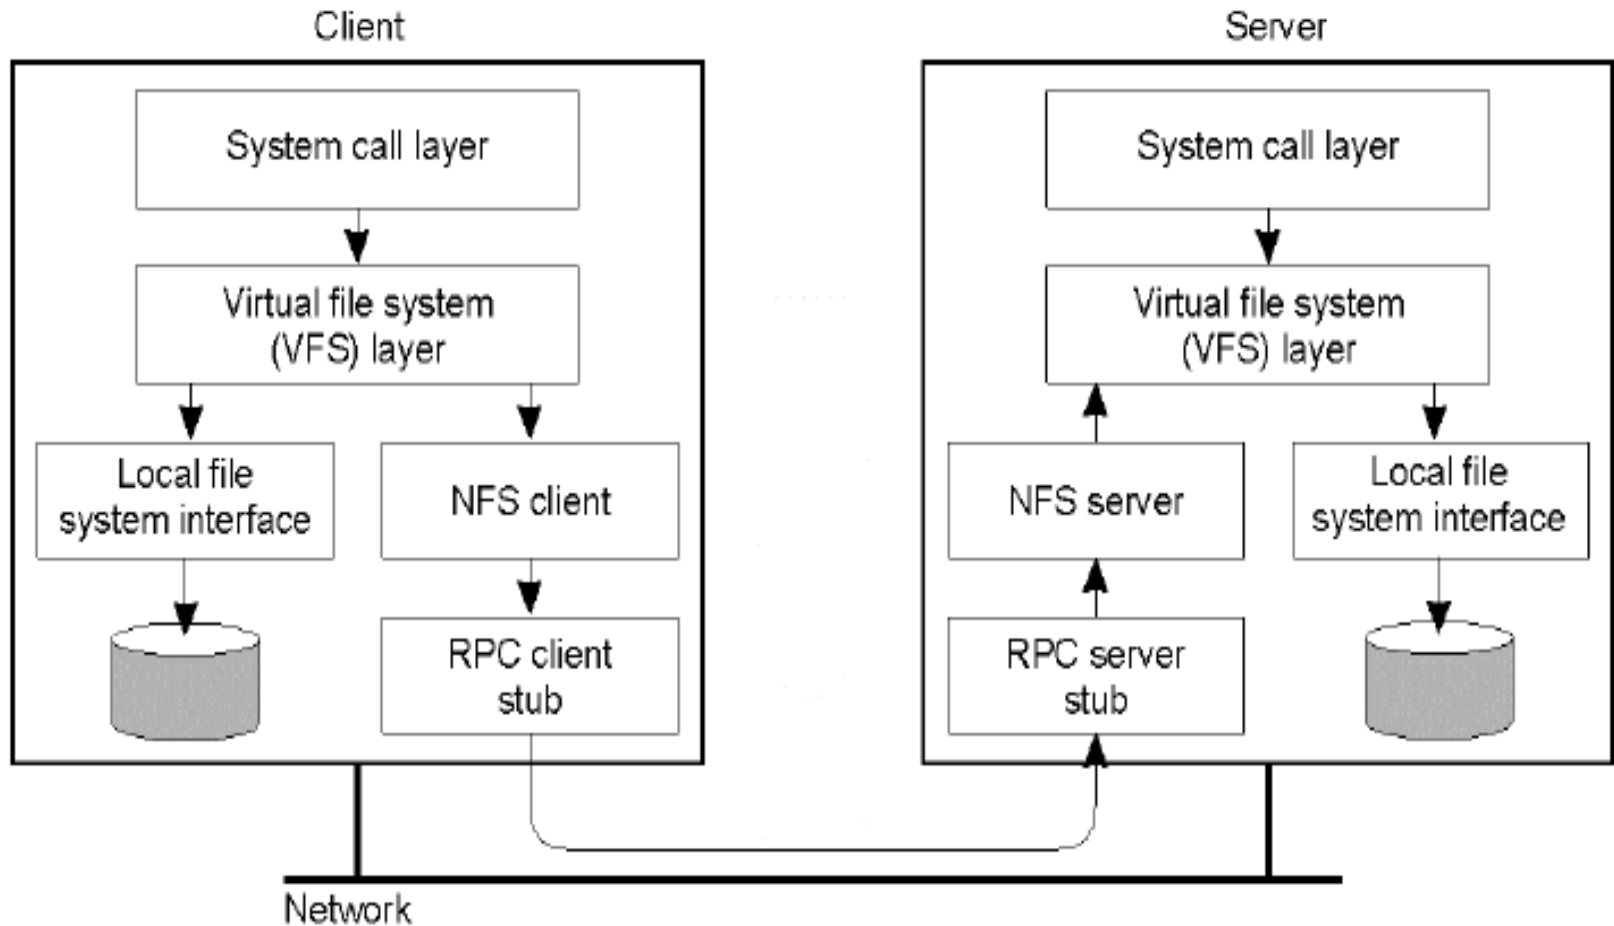 Client
System call layer
Virtual file system
(VFS) layer
Local file
system interface
NFS client
RPC client
stub
Server
System call layer
Virtual file system
(VFS) layer
NFS server
Local file
system interface
RPC server
stub
Network